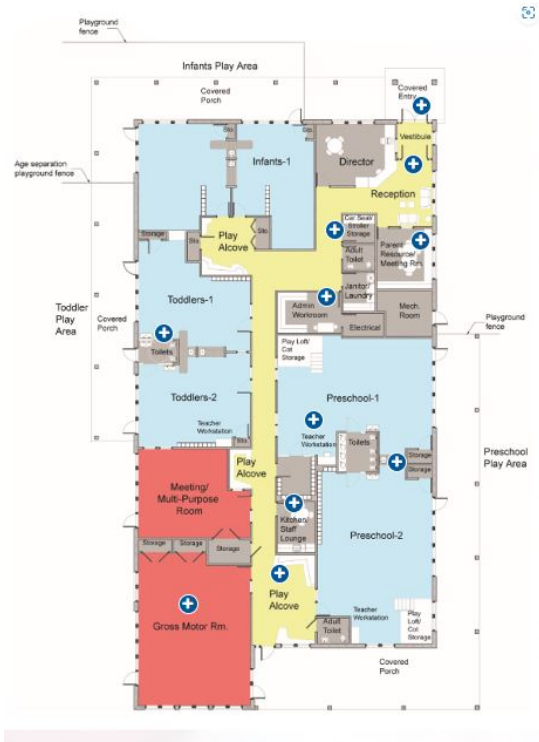 Playground
fence
Infants Play Area
Covered
Porch
Covered
Entry
Sto.
Sto.
Vestibule
Infants-1
Director
Age separation
playground fence
Reception
Car Seat/
Stroller
Storage
Storage
Sto.
Play
Alcove
Sto.
Adult
Toilet
Parent
Resource/
Meeting Rm.
Janitor/
Laundry
Toddlers-1
Toddler
Play
Area
Covered
Porch
Admin
Workroom
Mech.
Room
Electrical
Playground
fence
Toilets
Play Loft/
Cot
Storage
Toddlers-2
Preschool-1
Teacher
Workstation
Teacher
Workstation
Sto.
Toilets
Play
Alcove
Storage
Storage
Preschool
Play Area
Meeting/
Multi-Purpose
Room
Kitchen/
Staff
Lounge
Preschool-2
Storage
Storage
Storage
Play
Alcove
Gross Motor Rm.
Teacher
Workstation
Play
Loft/
Cot
Storage
Adult
Toilet
Covered
Porch